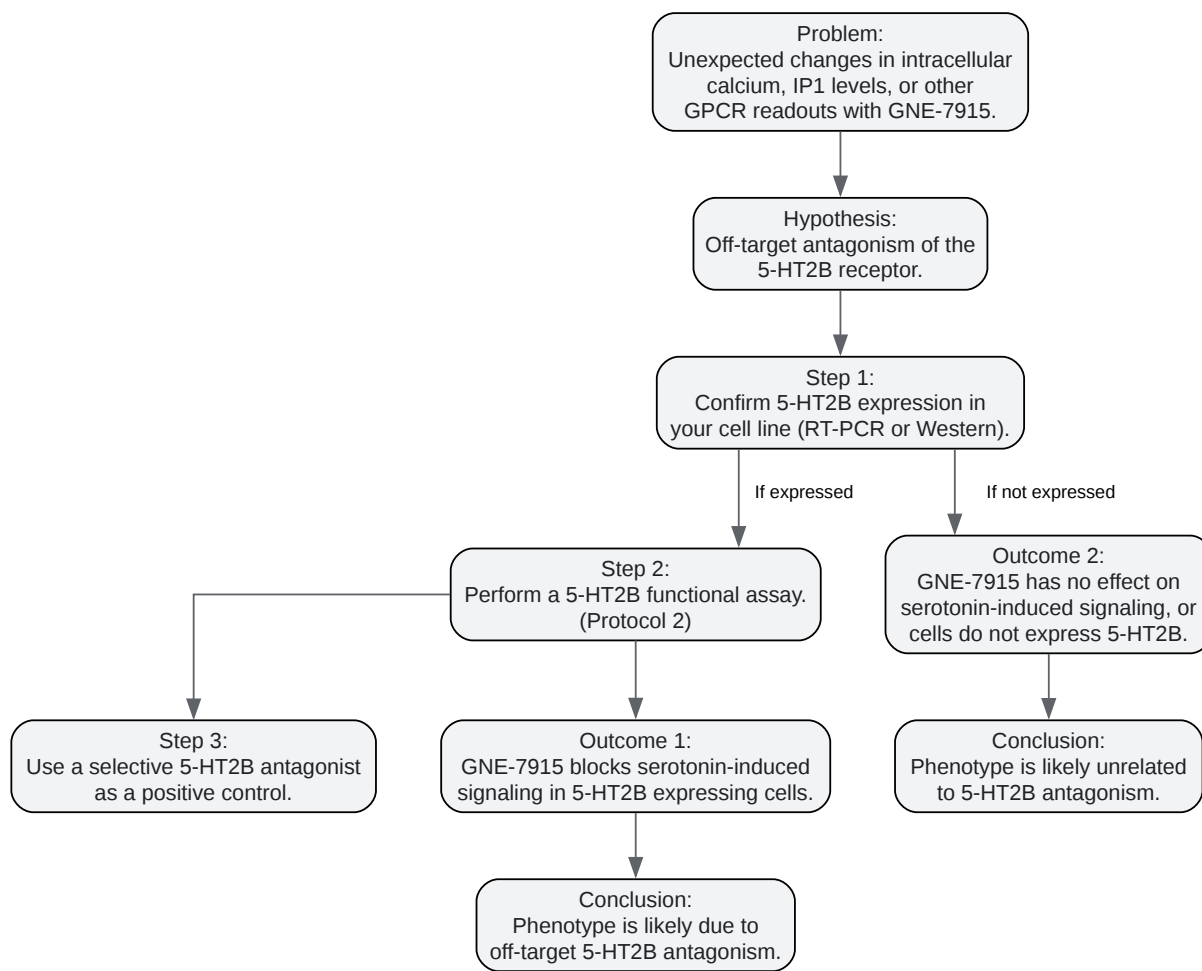 Problem:
Unexpected changes in intracellular
calcium, IP1 levels, or other
GPCR readouts with GNE-7915.
Hypothesis:
Off-target antagonism of the
5-HT2B receptor.
Step 1:
Confirm 5-HT2B expression in
your cell line (RT-PCR or Western).
If expressed
If not expressed
Step 2:
Perform a 5-HT2B functional assay.
(Protocol 2)
Outcome 2:
GNE-7915 has no effect on
serotonin-induced signaling, or
cells do not express 5-HT2B.
Step 3:
Use a selective 5-HT2B antagonist
as a positive control.
Outcome 1:
GNE-7915 blocks serotonin-induced
signaling in 5-HT2B expressing cells.
Conclusion:
Phenotype is likely unrelated
to 5-HT2B antagonism.
Conclusion:
Phenotype is likely due to
off-target 5-HT2B antagonism.